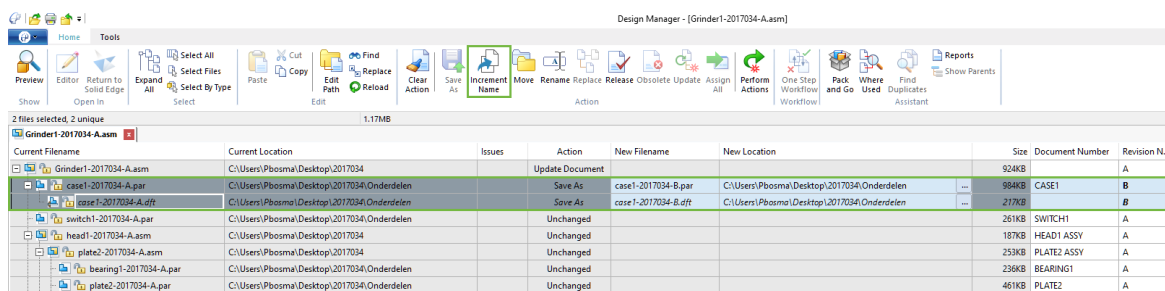 Design Manager - [Grinder1-2017034-A.asm]
Home Tools
Preview Editor Return to Solid Edge Expand All Select All Select Files Select By Type Paste Cut Copy Edit Path Find Replace Reload Clear Action Save As Increment Name Move Rename Replace Release Obsolete Update Assign All Perform Actions One Step Workflow Pack and Go Where Used Find Duplicates Reports Show Parents
Show Open In Select Edit Action Workflow Assistant
2 files selected, 2 unique 1.17MB
Grinder1-2017034-A.asm x
Current Filename Current Location Issues Action New Filename New Location Size Document Number Revision N.
Grinder1-2017034-A.asm C:\Users\Pbosma\Desktop\2017034 Update Document 924KB A
case1-2017034-A.par C:\Users\Pbosma\Desktop\2017034\Onderdelen Save As case1-2017034-B.par C:\Users\Pbosma\Desktop\2017034\Onderdelen ... 984KB CASE1 B
case1-2017034-A.dft C:\Users\Pbosma\Desktop\2017034\Onderdelen Save As case1-2017034-B.dft C:\Users\Pbosma\Desktop\2017034\Onderdelen ... 217KB B
switch1-2017034-A.par C:\Users\Pbosma\Desktop\2017034\Onderdelen Unchanged 261KB SWITCH1 A
head1-2017034-A.asm C:\Users\Pbosma\Desktop\2017034\Onderdelen Unchanged 187KB HEAD1 ASSY A
plate2-2017034-A.asm C:\Users\Pbosma\Desktop\2017034\Onderdelen Unchanged 253KB PLATE2 ASSY A
bearing1-2017034-A.par C:\Users\Pbosma\Desktop\2017034\Onderdelen Unchanged 236KB BEARING1 A
plate2-2017034-A.par C:\Users\Pbosma\Desktop\2017034\Onderdelen Unchanged 461KB PLATE2 A